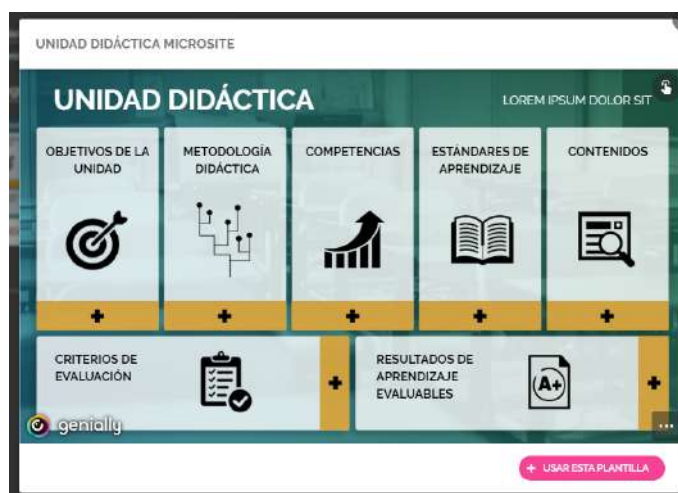 UNIDAD DIDÁCTICA MICROSITE
UNIDAD DIDÁCTICA
LOREM IPSUM DOLOR SIT
OBJETIVOS DE LA
UNIDAD
METODOLOGÍA
DIDÁCTICA
COMPETENCIAS
ESTÁNDARES DE
APRENDIZAJE
CONTENIDOS
CRITERIOS DE
EVALUACIÓN
RESULTADOS DE
APRENDIZAJE
EVALUABLES
A+
genially
+ USAR ESTA PLANTILLA